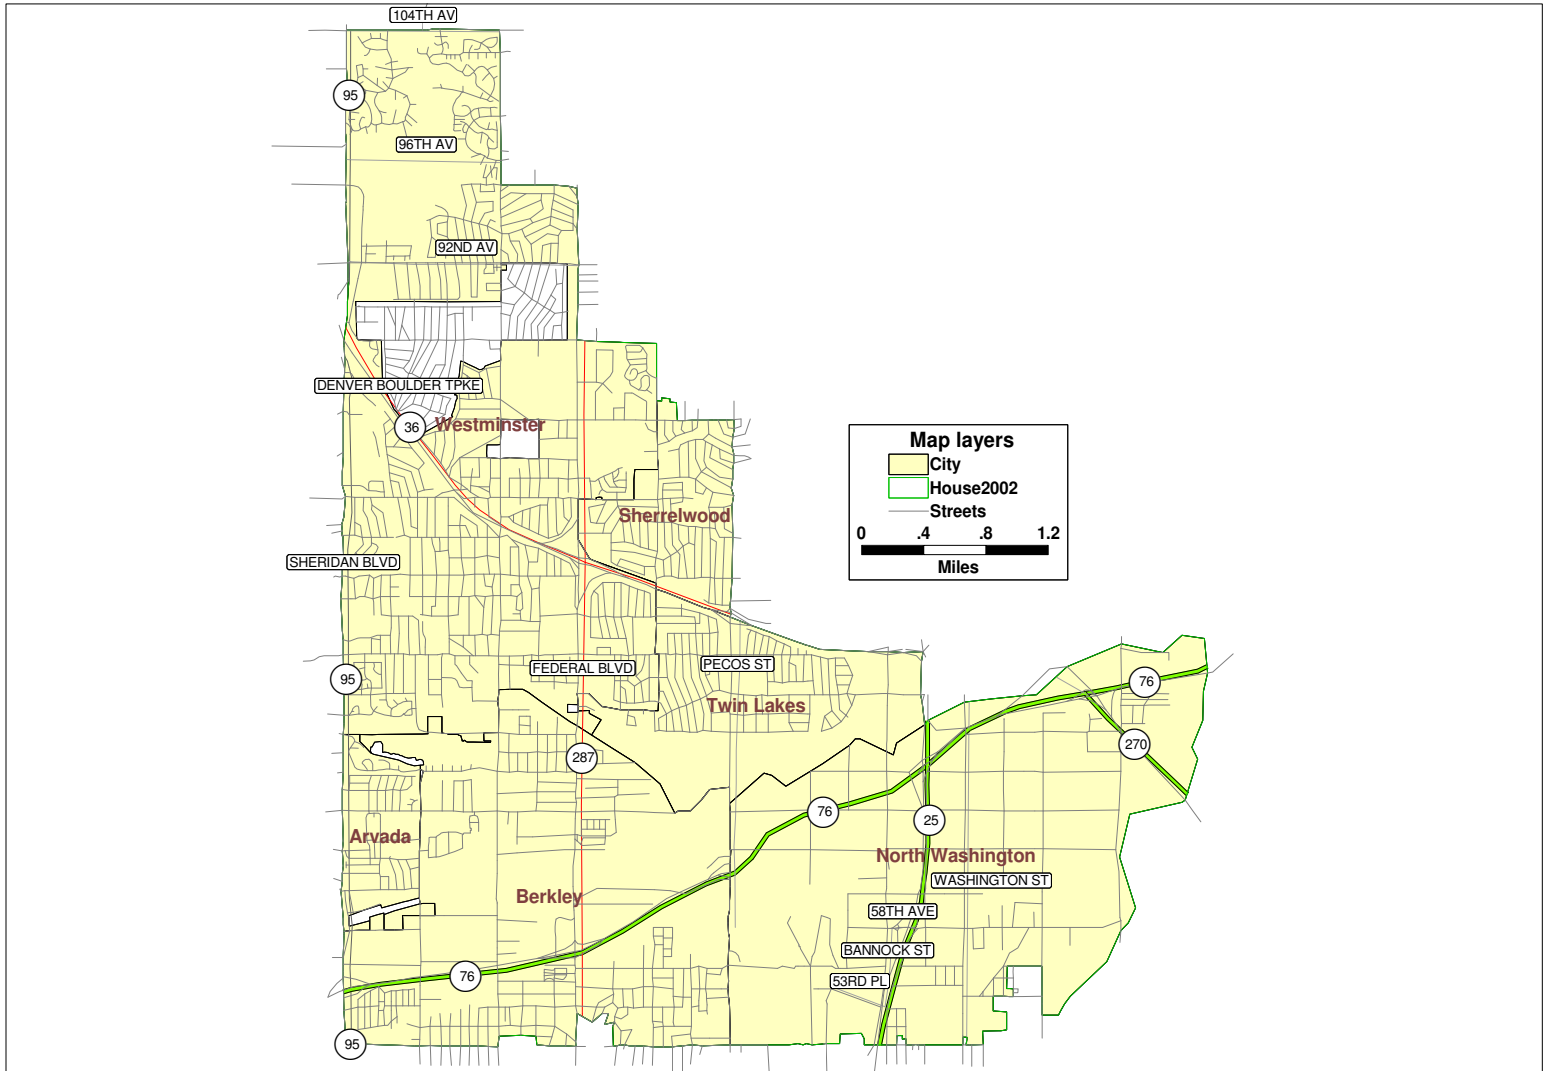 104TH AV
95
96TH AV
92ND AV
DENVER BOULDER TPKE
36
Westminster
Map layers
City
House2002
Streets
0 .4 .8 1.2
Miles
Sherrelwood
SHERIDAN BLVD
FEDERAL BLVD
PECOS ST
95
76
Twin Lakes
287
270
76
25
Arvada
North Washington
WASHINGTON ST
Berkley
58TH AVE
BANNOCK ST
76
53RD PL
95